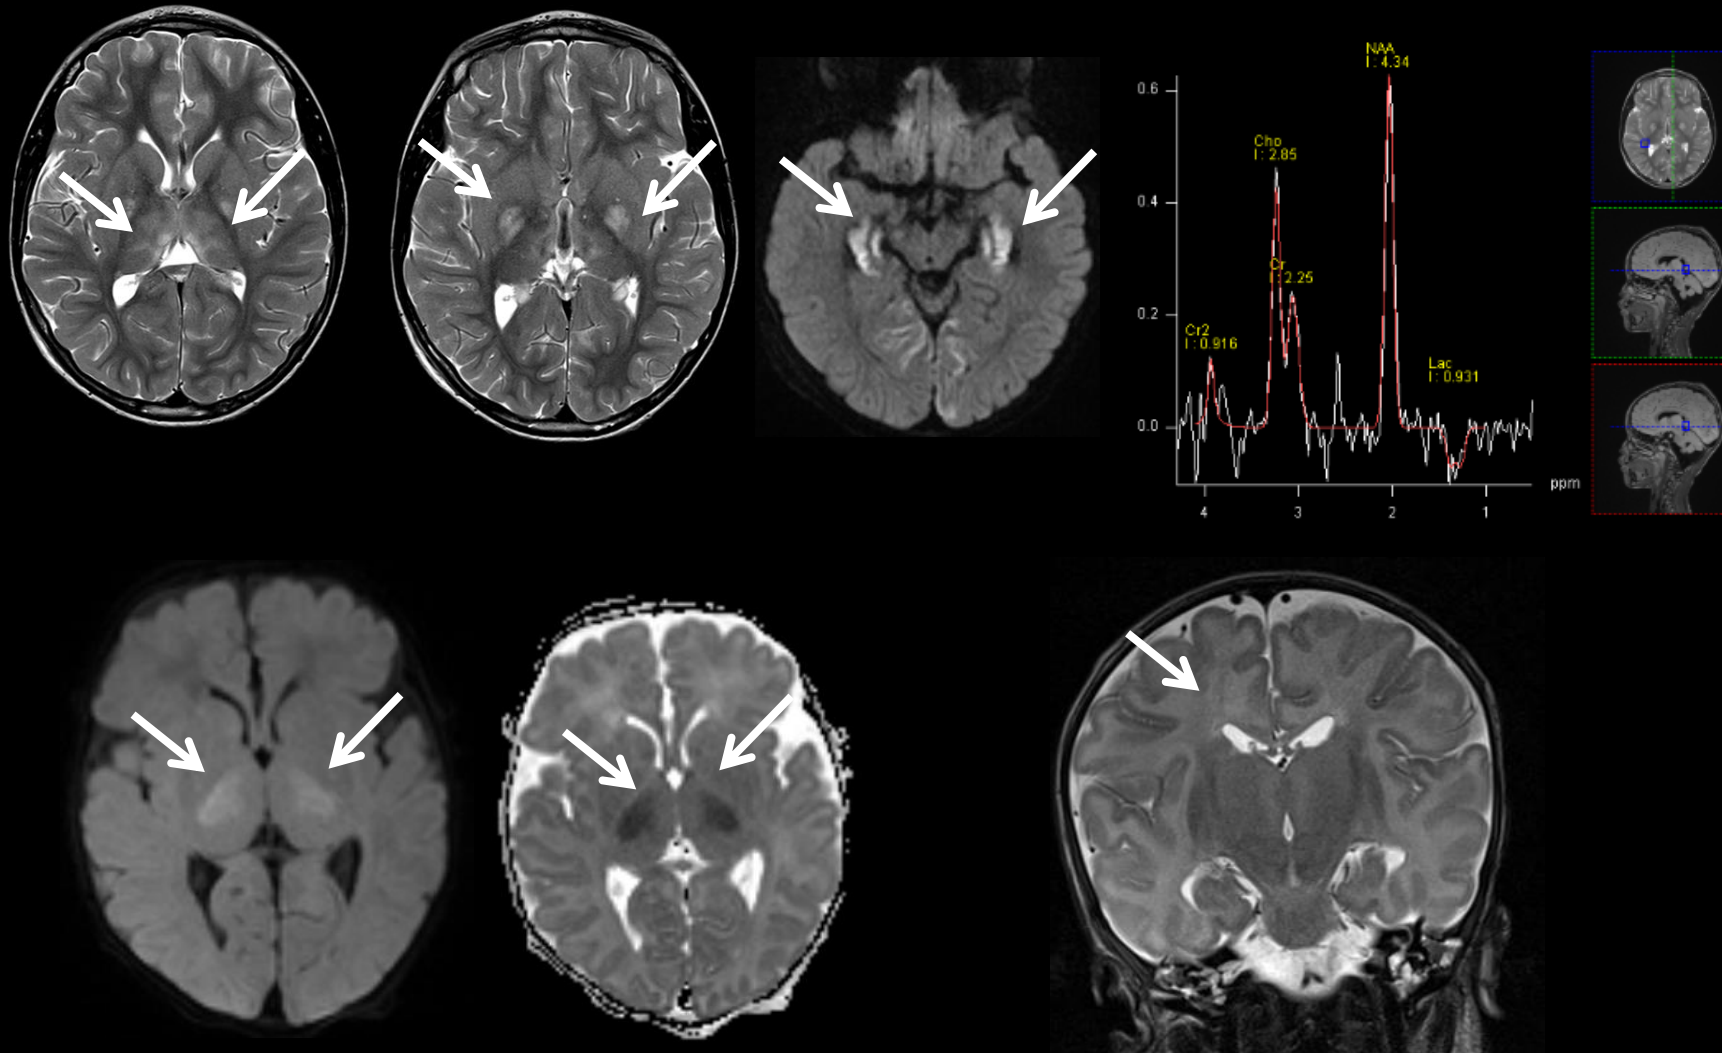 NAA
I : 4.34
0.6
Cho
I : 2.85
0.4
Cr
I : 2.25
0.2
Cr2
I : 0.916
Lac
I : 0.931
0.0
ppm
4 3 2 1